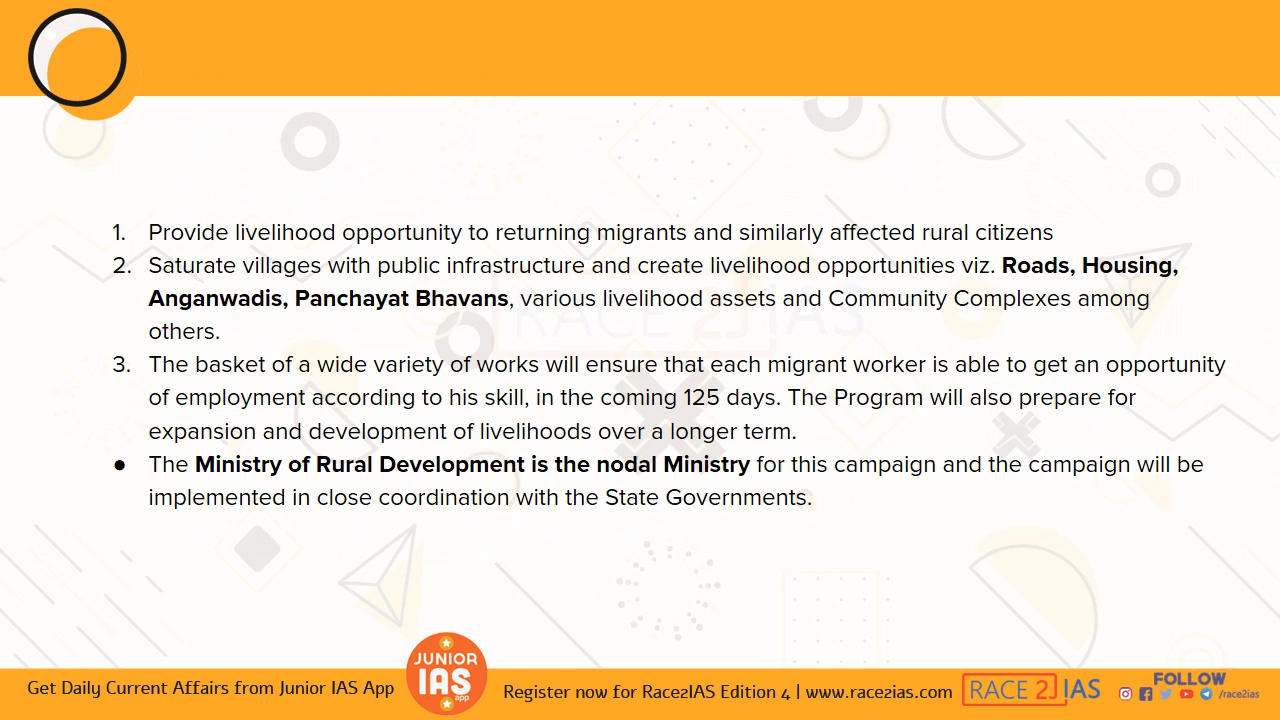 1. Provide livelihood opportunity to returning migrants and similarly affected rural citizens
2. Saturate villages with public infrastructure and create livelihood opportunities viz. Roads, Housing,
Anganwadis, Panchayat Bhavans, various livelihood assets and Community Complexes among
others.
3. The basket of a wide variety of works will ensure that each migrant worker is able to get an opportunity
of employment according to his skill, in the coming 125 days. The Program will also prepare for
expansion and development of livelihoods over a longer term.
● The Ministry of Rural Development is the nodal Ministry for this campaign and the campaign will be
implemented in close coordination with the State Governments.
RACE 2 IAS
Get Daily Current Affairs from Junior IAS App
JUNIOR
IAS
app
Register now for Race2IAS Edition 4 | www.race2ias.com
RACE 2 IAS
FOLLOW
/race2ias